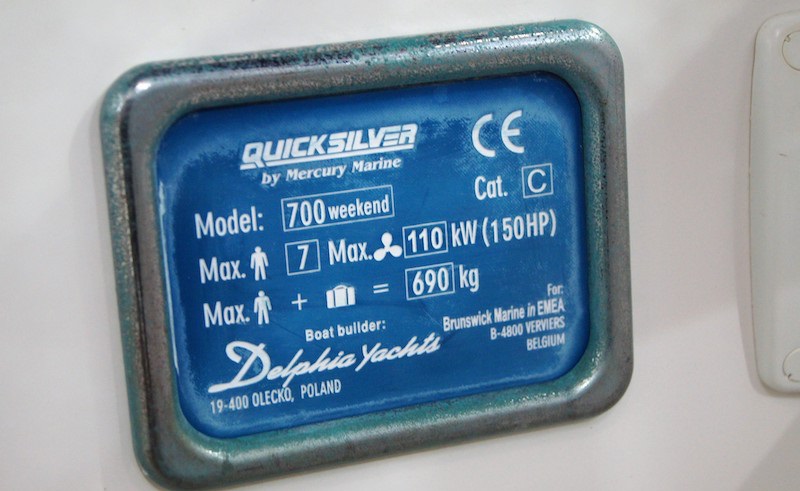 QUICKSILVER
by Mercury Marine
CE
Model: 700 weekend
Cat. C
Max. 7 Max. 110 kW (150HP)
Max. + = 690 kg
Boat builder:
Delphia Yachts
19-400 OLECKO, POLAND
For:
Brunswick Marine in EMEA
B-4800 VERVIERS
BELGIUM